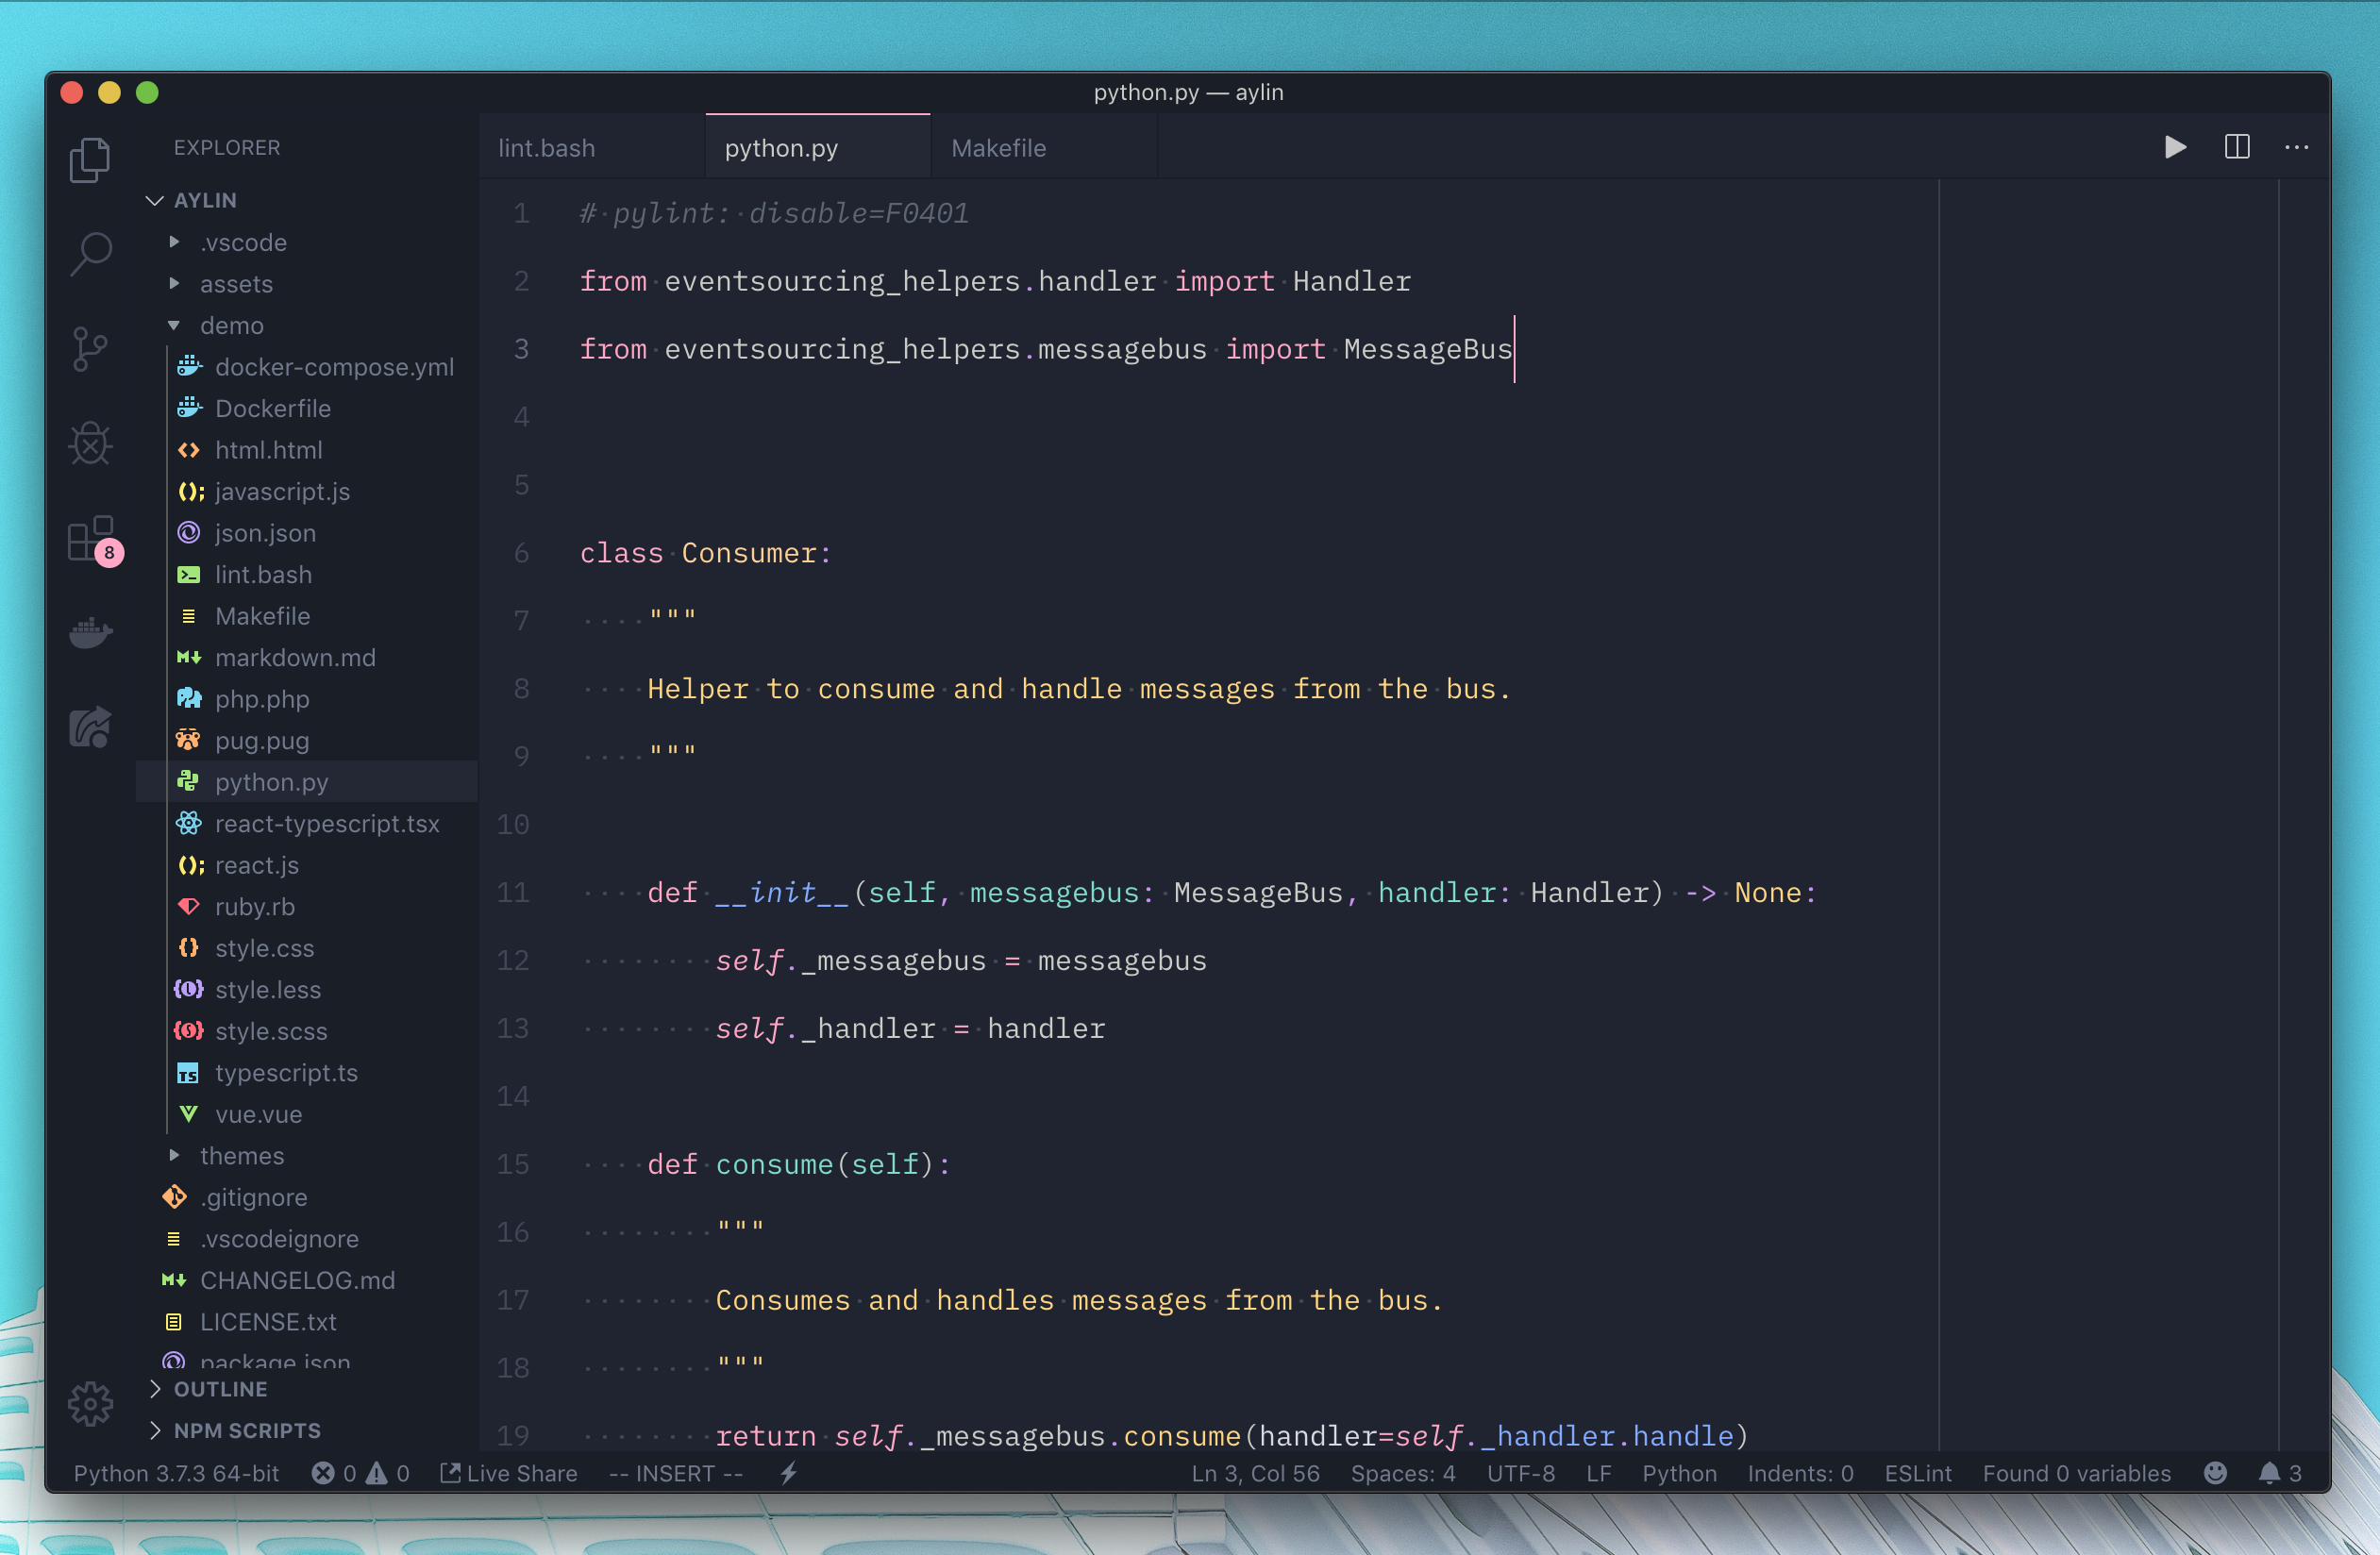 python.py — aylin
EXPLORER
AYLIN
.vscode
assets
demo
docker-compose.yml
Dockerfile
html.html
javascript.js
json.json
lint.bash
Makefile
markdown.md
php.php
pug.pug
python.py
react-typescript.tsx
react.js
ruby.rb
style.css
style.less
style.scss
TS typescript.ts
vue.vue
themes
.gitignore
.vscodeignore
CHANGELOG.md
LICENSE.txt
package.json
OUTLINE
NPM SCRIPTS
8
lint.bash
python.py
Makefile
1 # pylint: disable=F0401
2 from eventsourcing_helpers.handler import Handler
3 from eventsourcing_helpers.messagebus import MessageBus
4
5
6 class Consumer:
7     """
8     Helper to consume and handle messages from the bus.
9     """
10
11     def __init__(self, messagebus: MessageBus, handler: Handler) -> None:
12         self._messagebus = messagebus
13         self._handler = handler
14
15     def consume(self):
16         """
17         Consumes and handles messages from the bus.
18         """
19         return self._messagebus.consume(handler=self._handler.handle)
Python 3.7.3 64-bit 0 0 Live Share -- INSERT -- Ln 3, Col 56 Spaces: 4 UTF-8 LF Python Indents: 0 ESLint Found 0 variables 3